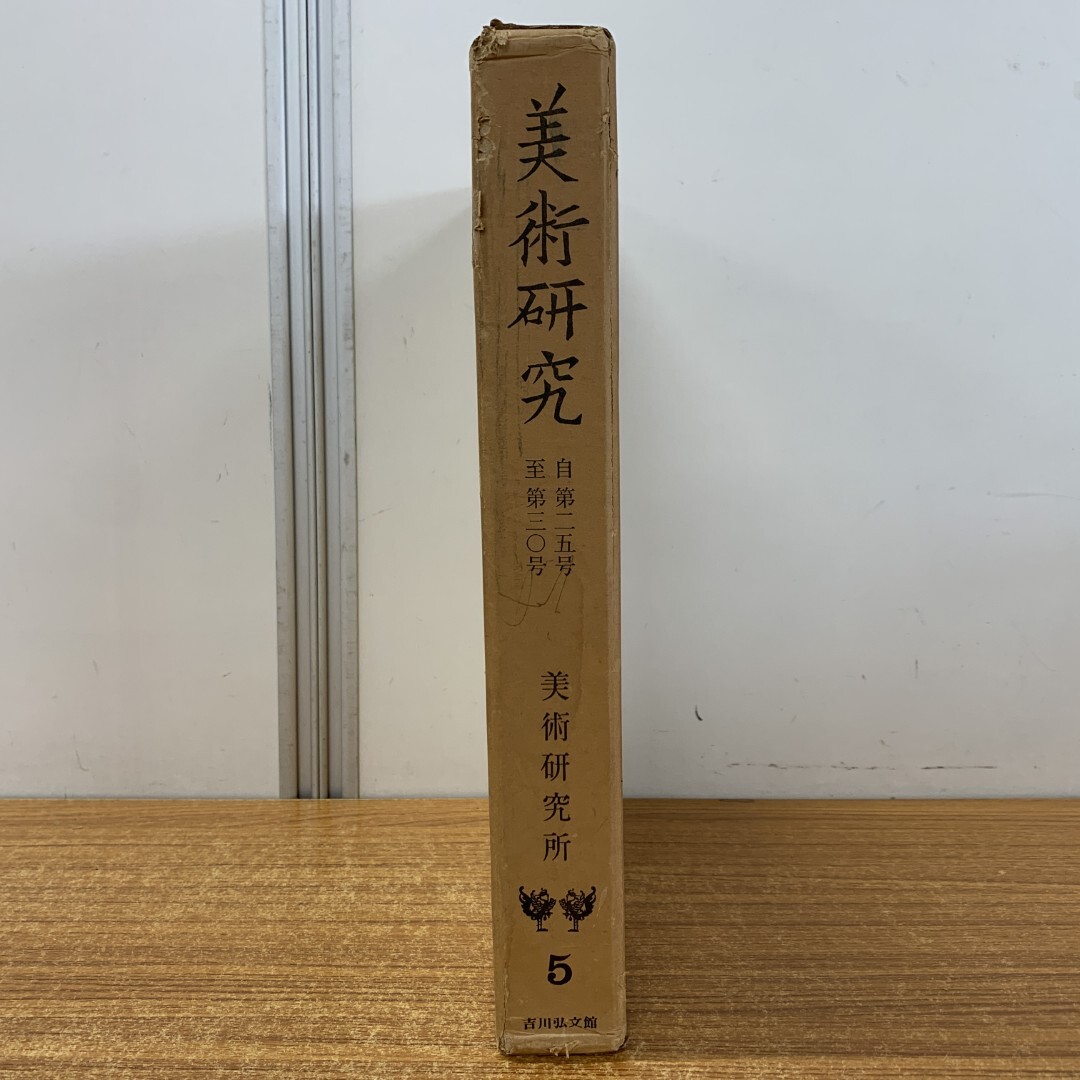 美術研究
自第二五号
至第三〇号
美術研究所
5
吉川弘文館